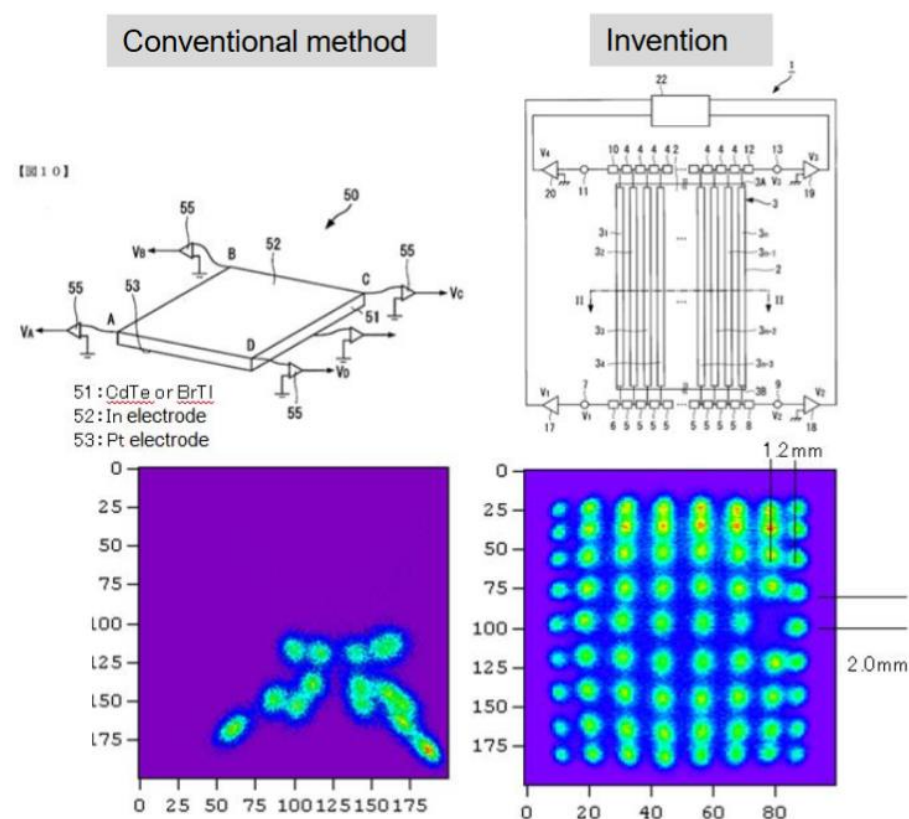 Conventional method
Invention
【図10】
50
55
52
55
VB
B
53
C
VC
55
51
VA
A
D
VD
55
51:CdTe or BrTl
52:In electrode
53:Pt electrode
1
22
V4
10 4 4 4 4 2 4 4 4 12 13
V3
20
11
3A
V3
19
3
31
3n
32
3n-1
2
II
II
33
3n-2
34
3n-3
V1
7
3B
9
V2
17
V1
6 5 5 5 5 5 5 5 5 8
V2
18
1.2mm
2.0mm
0
25
50
75
100
125
150
175
0 25 50 75 100 125 150 175
0
25
50
75
100
125
150
175
0 20 40 60 80